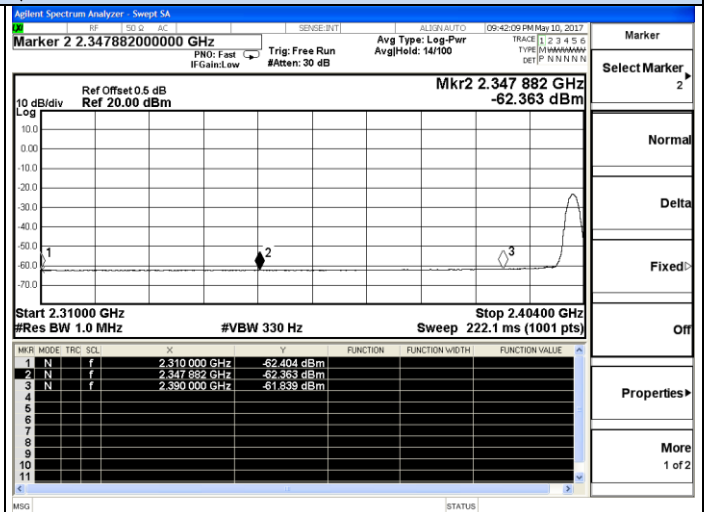 Agilent Spectrum Analyzer - Swept SA
RF 50 Ω AC SENSE:INT ALIGN AUTO 09:42:09 PM May 10, 2017
Marker 2 2.347882000000 GHz
PNO: Fast
IFGain:Low
Trig: Free Run
#Atten: 30 dB
Avg Type: Log-Pwr
Avg|Hold: 14/100
TRACE 1 2 3 4 5 6
TYPE M
DET P N N N N N
Ref Offset 0.5 dB
Ref 20.00 dBm
10 dB/div
Log
Mkr2 2.347 882 GHz
-62.363 dBm
10.0
0.00
-10.0
-20.0
-30.0
-40.0
-50.0
-60.0
-70.0
1
2
3
Start 2.31000 GHz
Stop 2.40400 GHz
#Res BW 1.0 MHz
#VBW 330 Hz
Sweep 222.1 ms (1001 pts)
MKR MODE TRC SCL X Y FUNCTION FUNCTION WIDTH FUNCTION VALUE
1 N f 2.310 000 GHz -62.404 dBm
2 N f 2.347 882 GHz -62.363 dBm
3 N f 2.390 000 GHz -61.839 dBm
4
5
6
7
8
9
10
11
MSG
STATUS
Marker
Select Marker
2
Normal
Delta
Fixed
Off
Properties
More
1 of 2